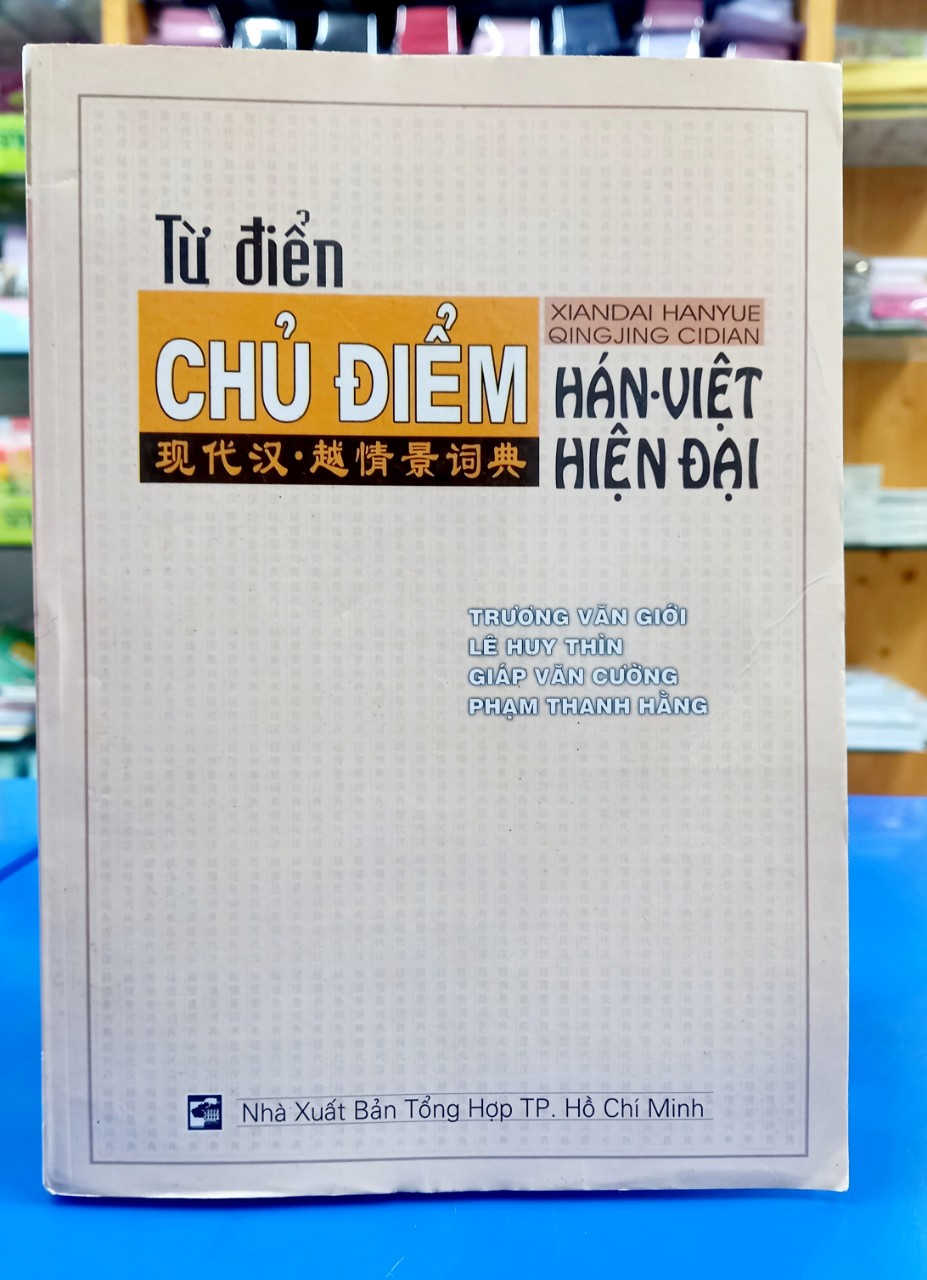 Từ điển
CHỦ ĐIỂM
现代汉·越情景词典
XIANDAI HANYUE
QINGJING CIDIAN
HÁN·VIỆT
HIỆN ĐẠI
TRƯƠNG VĂN GIỚI
LÊ HUY THÌN
GIÁP VĂN CƯỜNG
PHẠM THANH HẰNG
Nhà Xuất Bản Tổng Hợp TP. Hồ Chí Minh